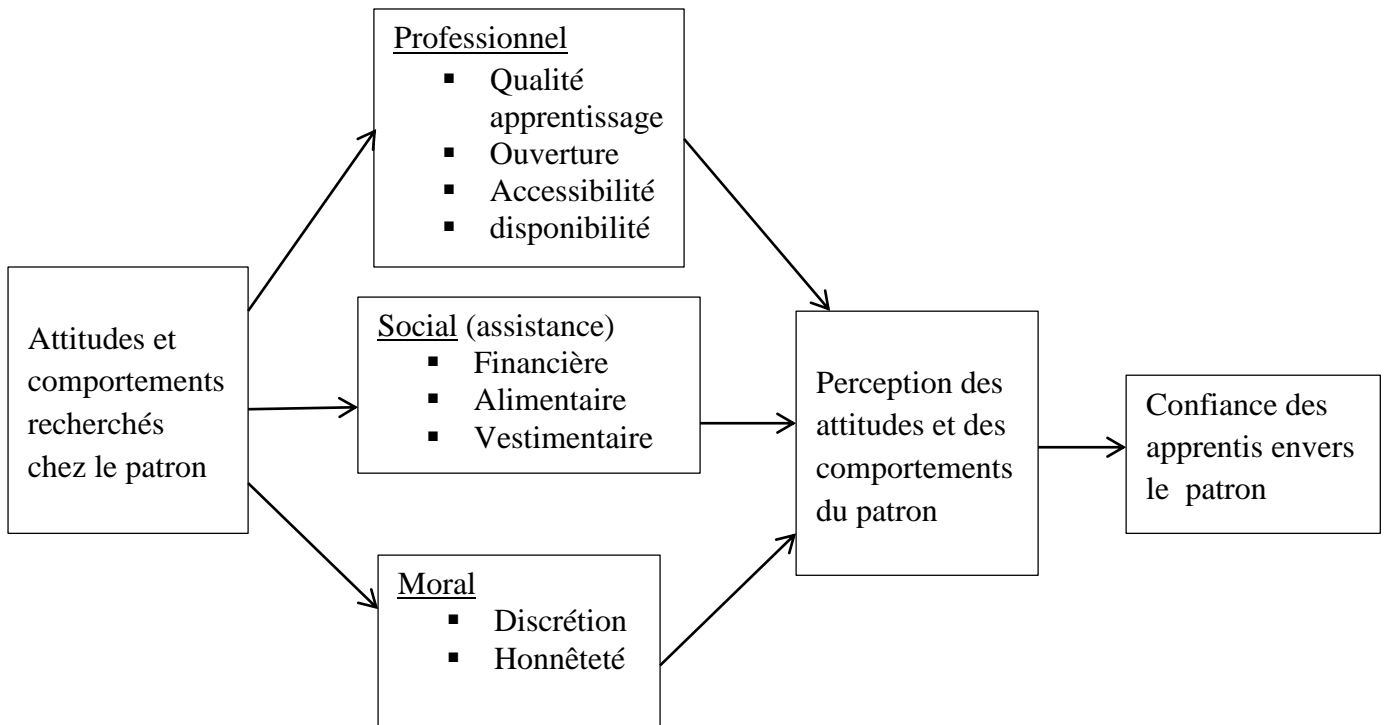 Professionnel
▪ Qualité
apprentissage
▪ Ouverture
▪ Accessibilité
▪ disponibilité
Attitudes et
comportements
recherchés
chez le patron
Social (assistance)
▪ Financière
▪ Alimentaire
▪ Vestimentaire
Moral
▪ Discrétion
▪ Honnêteté
Perception des
attitudes et des
comportements
du patron
Confiance des
apprentis envers
le patron